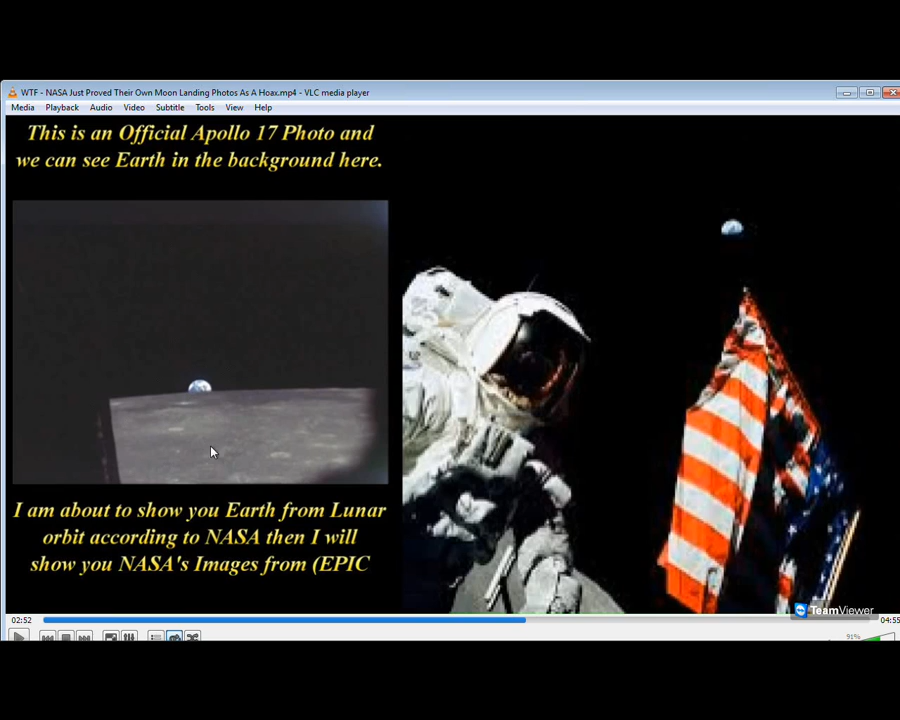 WTF - NASA Just Proved Their Own Moon Landing Photos As A Hoax.mp4 - VLC media player
Media Playback Audio Video Subtitle Tools View Help
This is an Official Apollo 17 Photo and
we can see Earth in the background here.
I am about to show you Earth from Lunar
orbit according to NASA then I will
show you NASA's Images from (EPIC
TeamViewer
02:52
04:55
91%